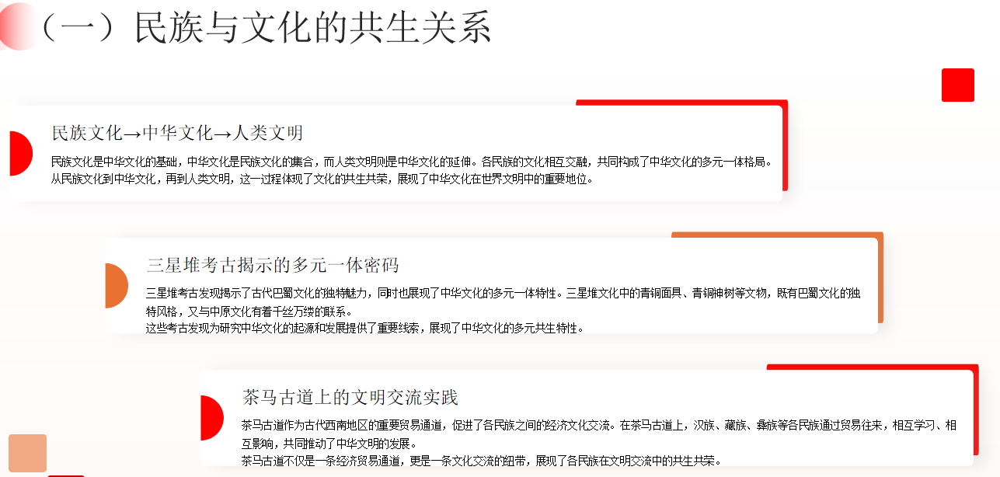 （一）民族与文化的共生关系
民族文化→中华文化→人类文明
民族文化是中华文化的基础，中华文化是民族文化的集合，而人类文明则是中华文化的延伸。各民族的文化相互交融，共同构成了中华文化的多元一体格局。
从民族文化到中华文化，再到人类文明，这一过程体现了文化的共生共荣，展现了中华文化在世界文明中的重要地位。
三星堆考古揭示的多元一体密码
三星堆考古发现揭示了古代巴蜀文化的独特魅力，同时也展现了中华文化的多元一体特性。三星堆文化中的青铜面具、青铜神树等文物，既有巴蜀文化的独
特风格，又与中原文化有着千丝万缕的联系。
这些考古发现为研究中华文化的起源和发展提供了重要线索，展现了中华文化的多元共生特性。
茶马古道上的文明交流实践
茶马古道作为古代西南地区的重要贸易通道，促进了各民族之间的经济文化交流。在茶马古道上，汉族、藏族、彝族等各民族通过贸易往来，相互学习、相
互影响，共同推动了中华文明的发展。
茶马古道不仅是一条经济贸易通道，更是一条文化交流的纽带，展现了各民族在文明交流中的共生共荣。